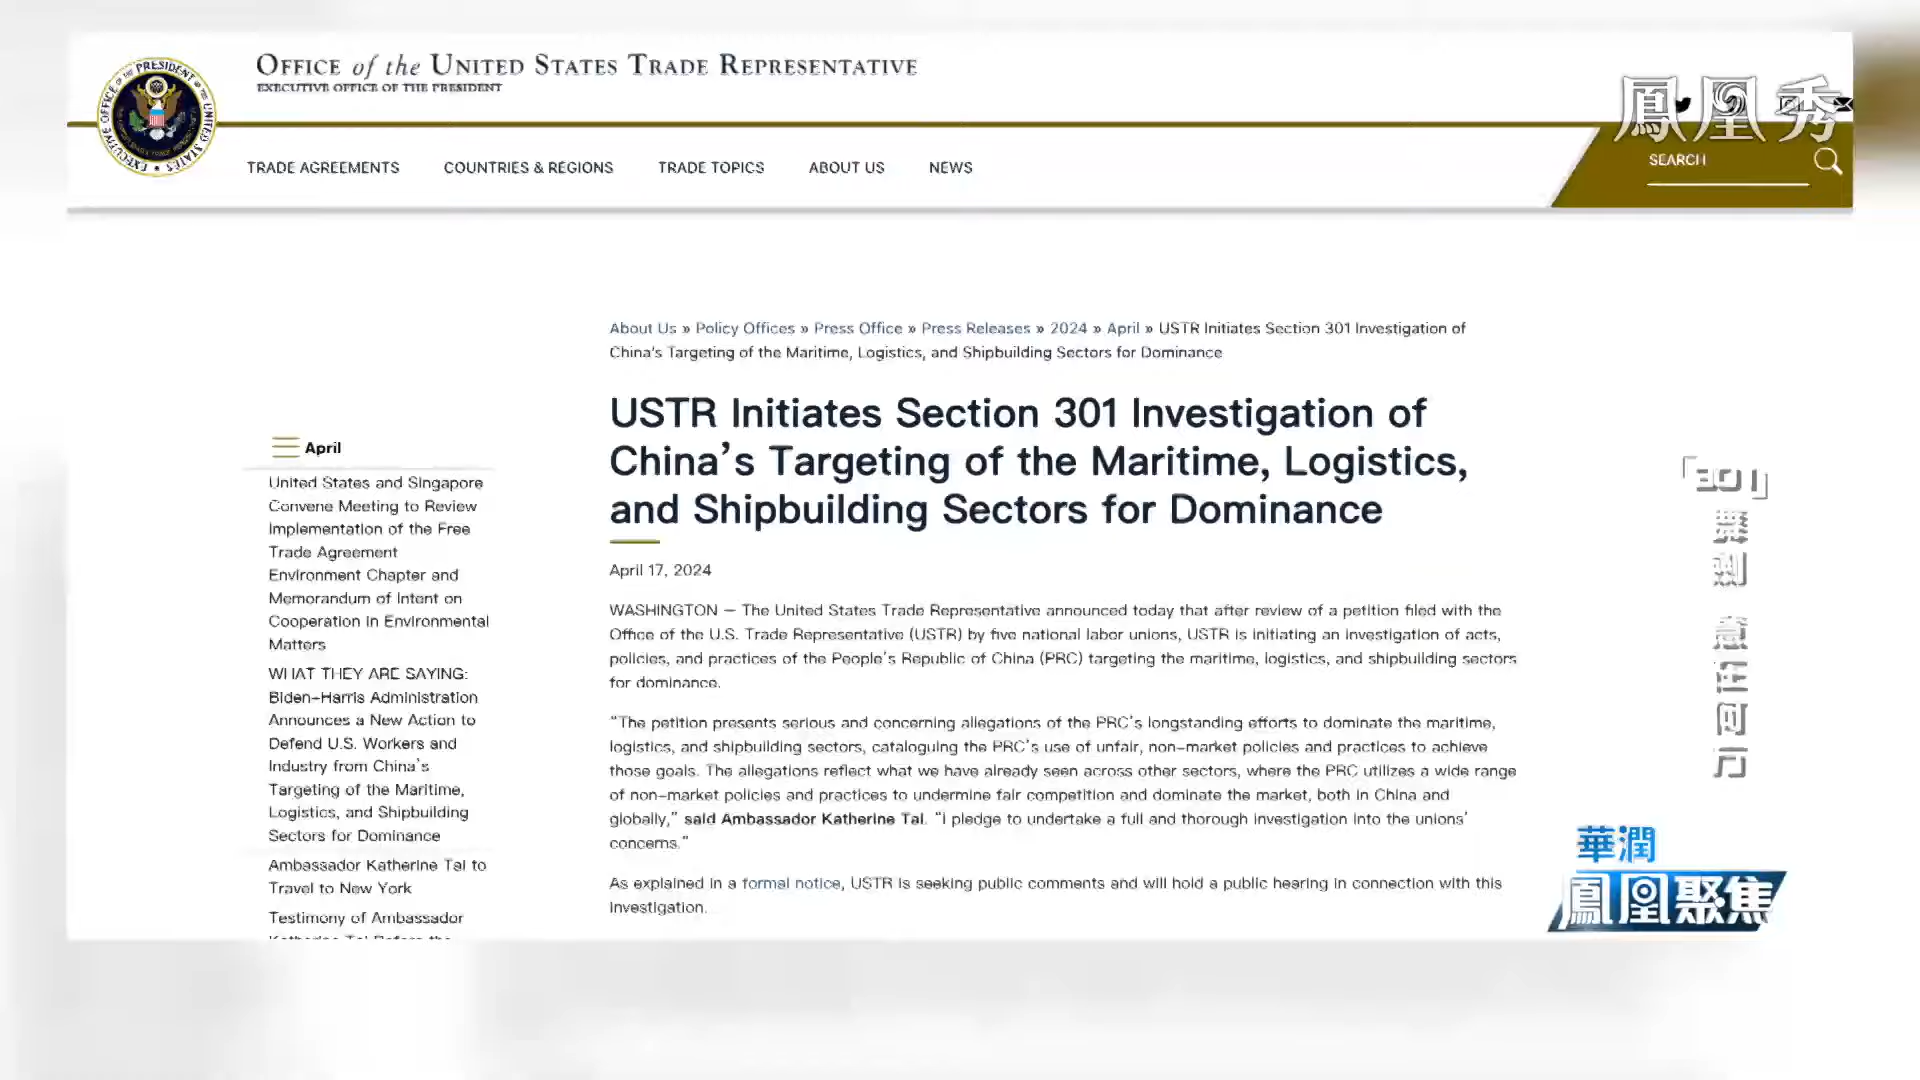 OFFICE of the UNITED STATES TRADE REPRESENTATIVE
EXECUTIVE OFFICE OF THE PRESIDENT
鳳凰秀
TRADE AGREEMENTS
COUNTRIES & REGIONS
TRADE TOPICS
ABOUT US
NEWS
SEARCH
About Us » Policy Offices » Press Office » Press Releases » 2024 » April » USTR Initiates Section 301 Investigation of
China's Targeting of the Maritime, Logistics, and Shipbuilding Sectors for Dominance
USTR Initiates Section 301 Investigation of
China's Targeting of the Maritime, Logistics,
and Shipbuilding Sectors for Dominance
April 17, 2024
WASHINGTON – The United States Trade Representative announced today that after review of a petition filed with the
Office of the U.S. Trade Representative (USTR) by five national labor unions, USTR is initiating an investigation of acts,
policies, and practices of the People's Republic of China (PRC) targeting the maritime, logistics, and shipbuilding sectors
for dominance.
"The petition presents serious and concerning allegations of the PRC's longstanding efforts to dominate the maritime,
logistics, and shipbuilding sectors, cataloguing the PRC's use of unfair, non-market policies and practices to achieve
those goals. The allegations reflect what we have already seen across other sectors, where the PRC utilizes a wide range
of non-market policies and practices to undermine fair competition and dominate the market, both in China and
globally," said Ambassador Katherine Tai. "I pledge to undertake a full and thorough investigation into the unions'
concerns."
As explained in a formal notice, USTR is seeking public comments and will hold a public hearing in connection with this
investigation.
April
United States and Singapore
Convene Meeting to Review
Implementation of the Free
Trade Agreement
Environment Chapter and
Memorandum of Intent on
Cooperation in Environmental
Matters
WHAT THEY ARE SAYING:
Biden-Harris Administration
Announces a New Action to
Defend U.S. Workers and
Industry from China's
Targeting of the Maritime,
Logistics, and Shipbuilding
Sectors for Dominance
Ambassador Katherine Tai to
Travel to New York
Testimony of Ambassador
Katherine Tai Before the
「301」
意在何方
華潤
鳳凰聚焦